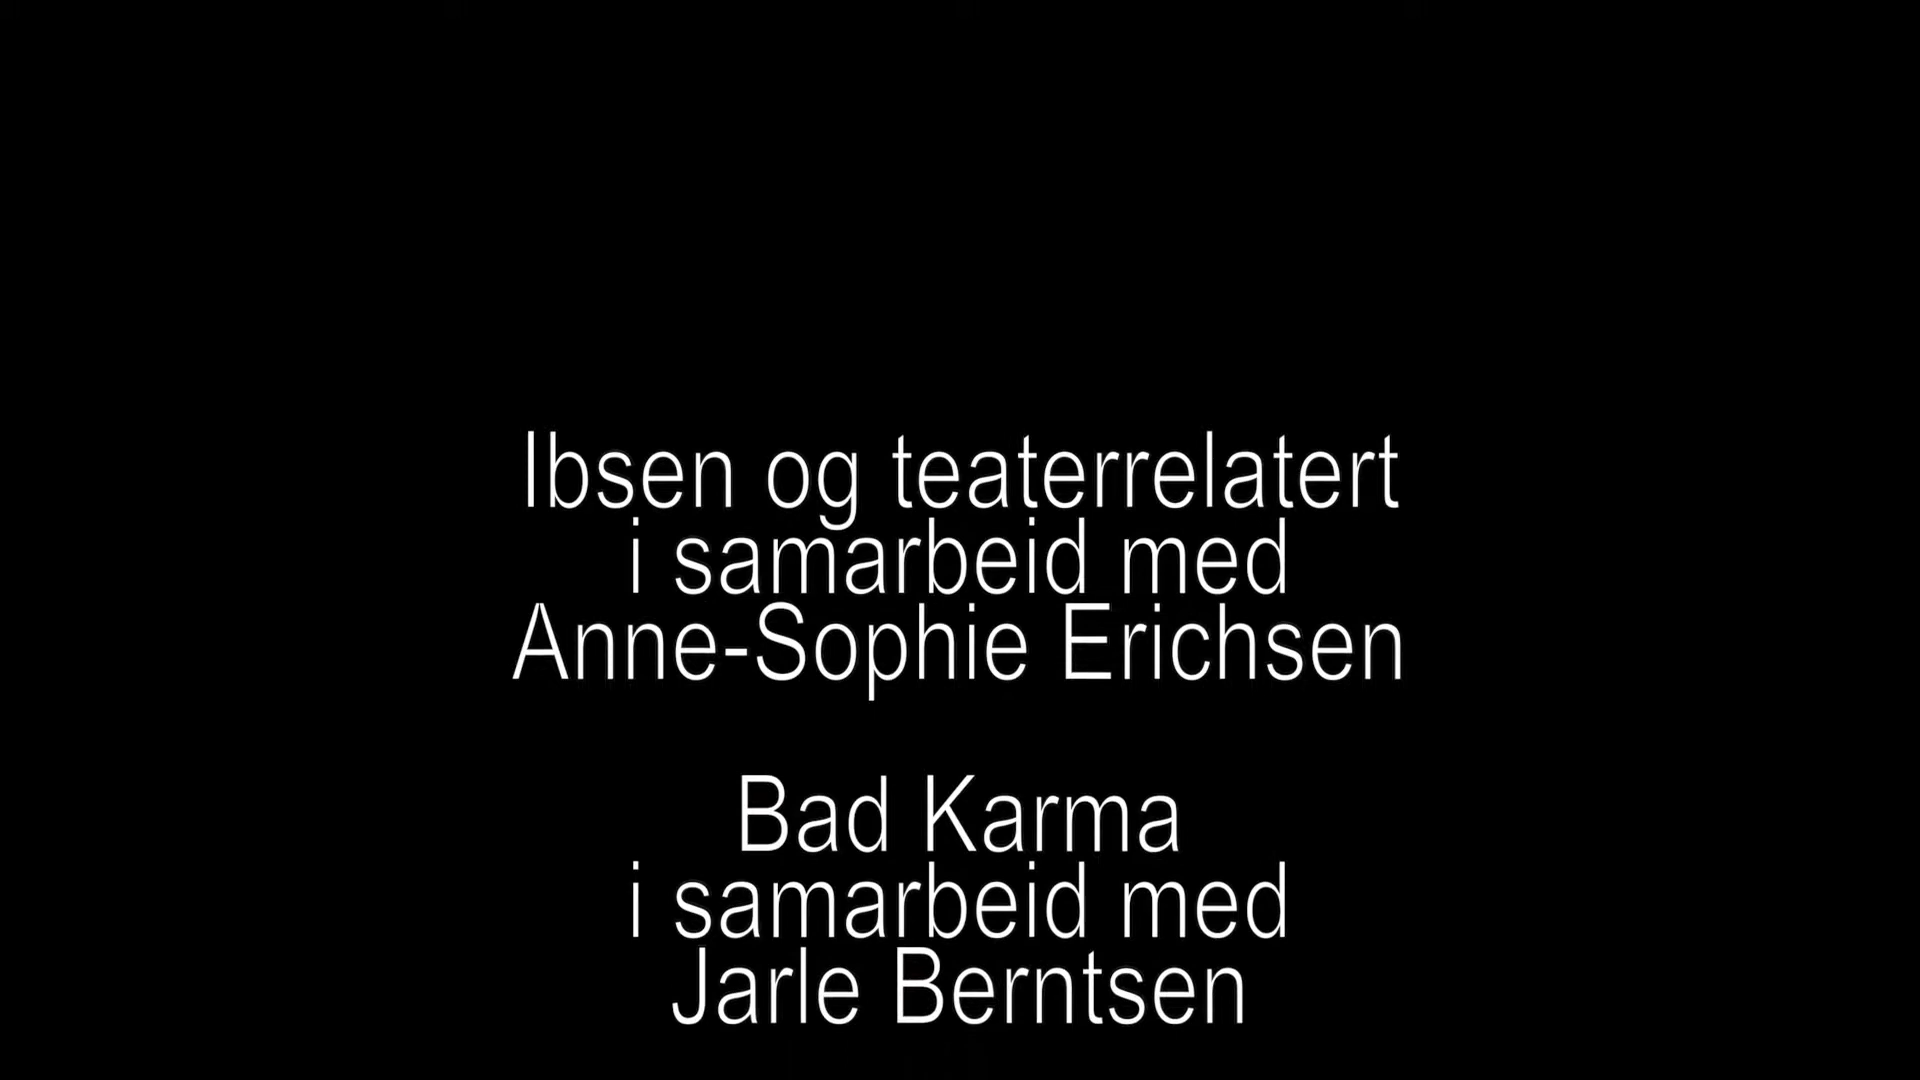 Ibsen og teaterrelatert
i samarbeid med
Anne-Sophie Erichsen
Bad Karma
i samarbeid med
Jarle Berntsen